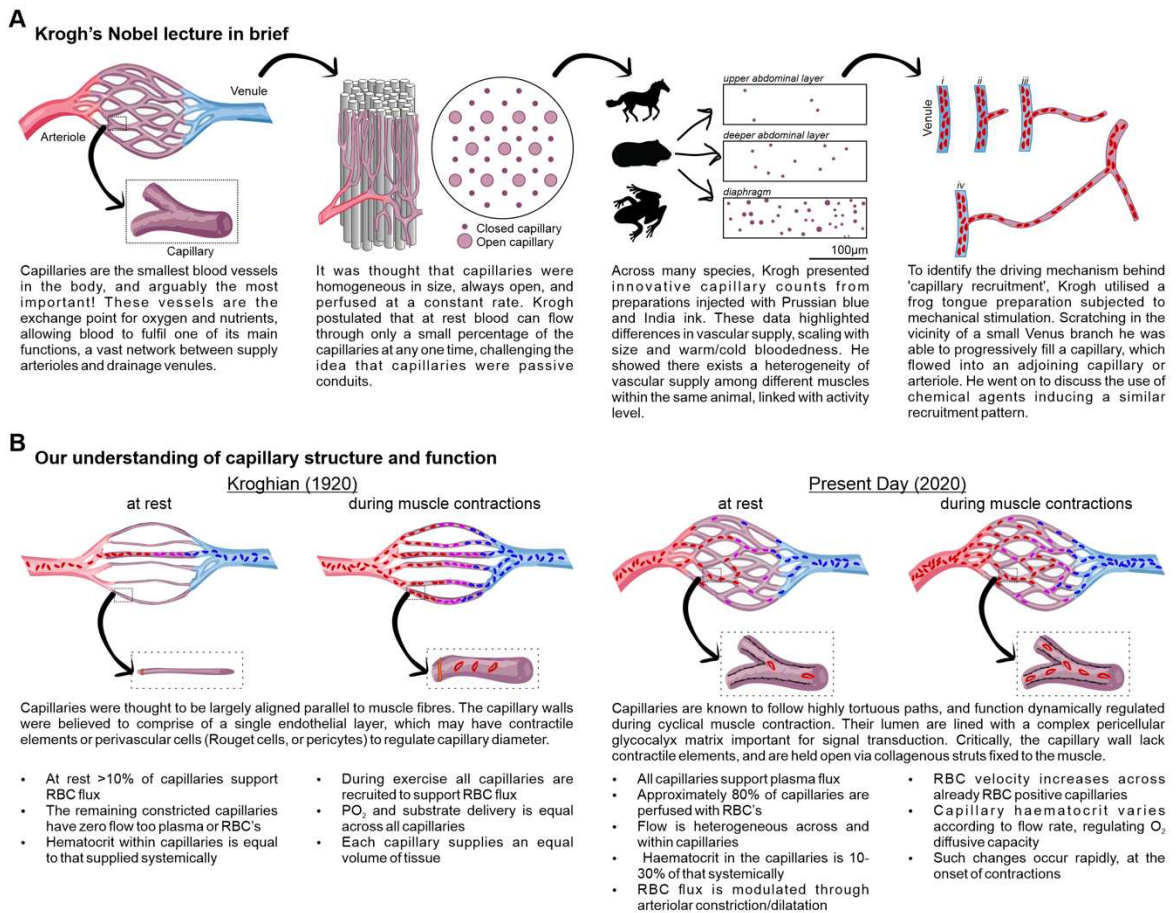 A
Krogh's Nobel lecture in brief
Arteriole
Venule
Capillary
Closed capillary
Open capillary
upper abdominal layer
deeper abdominal layer
diaphragm
100µm
Venule
i
ii
iii
iv
Capillaries are the smallest blood vessels
in the body, and arguably the most
important! These vessels are the
exchange point for oxygen and nutrients,
allowing blood to fulfil one of its main
functions, a vast network between supply
arterioles and drainage venules.
It was thought that capillaries were
homogeneous in size, always open, and
perfused at a constant rate. Krogh
postulated that at rest blood can flow
through only a small percentage of the
capillaries at any one time, challenging the
idea that capillaries were passive
conduits.
Across many species, Krogh presented
innovative capillary counts from
preparations injected with Prussian blue
and India ink. These data highlighted
differences in vascular supply, scaling with
size and warm/cold bloodedness. He
showed there exists a heterogeneity of
vascular supply among different muscles
within the same animal, linked with activity
level.
To identify the driving mechanism behind
'capillary recruitment', Krogh utilised a
frog tongue preparation subjected to
mechanical stimulation. Scratching in the
vicinity of a small Venus branch he was
able to progressively fill a capillary, which
flowed into an adjoining capillary or
arteriole. He went on to discuss the use of
chemical agents inducing a similar
recruitment pattern.
B
Our understanding of capillary structure and function
Kroghian (1920)
at rest
during muscle contractions
Capillaries were thought to be largely aligned parallel to muscle fibres. The capillary walls
were believed to comprise of a single endothelial layer, which may have contractile
elements or perivascular cells (Rouget cells, or pericytes) to regulate capillary diameter.
• At rest >10% of capillaries support
RBC flux
• The remaining constricted capillaries
have zero flow too plasma or RBC's
• Hematocrit within capillaries is equal
to that supplied systemically
• During exercise all capillaries are
recruited to support RBC flux
• PO₂ and substrate delivery is equal
across all capillaries
• Each capillary supplies an equal
volume of tissue
Present Day (2020)
at rest
during muscle contractions
Capillaries are known to follow highly tortuous paths, and function dynamically regulated
during cyclical muscle contraction. Their lumen are lined with a complex pericellular
glycocalyx matrix important for signal transduction. Critically, the capillary wall lack
contractile elements, and are held open via collagenous struts fixed to the muscle.
• All capillaries support plasma flux
• Approximately 80% of capillaries are
perfused with RBC's
• Flow is heterogeneous across and
within capillaries
• Haematocrit in the capillaries is 10-
30% of that systemically
• RBC flux is modulated through
arteriolar constriction/dilatation
• RBC velocity increases across
already RBC positive capillaries
• Capillary haematocrit varies
according to flow rate, regulating O₂
diffusive capacity
• Such changes occur rapidly, at the
onset of contractions